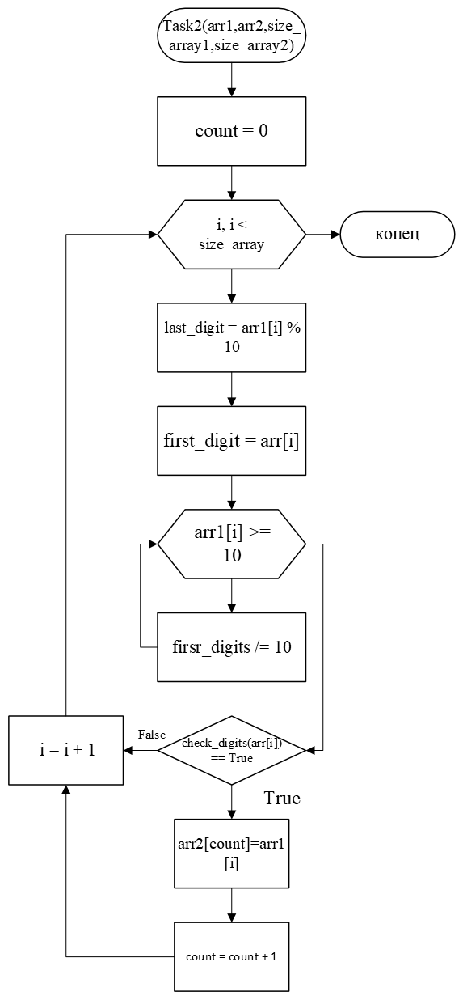 Task2(arr1,arr2,size_
array1,size_array2)
count = 0
i, i <
size_array
конец
last_digit = arr1[i] %
10
first_digit = arr[i]
arr1[i] >=
10
firsr_digits /= 10
i = i + 1
False
check_digits(arr[i])
== True
True
arr2[count]=arr1
[i]
count = count + 1